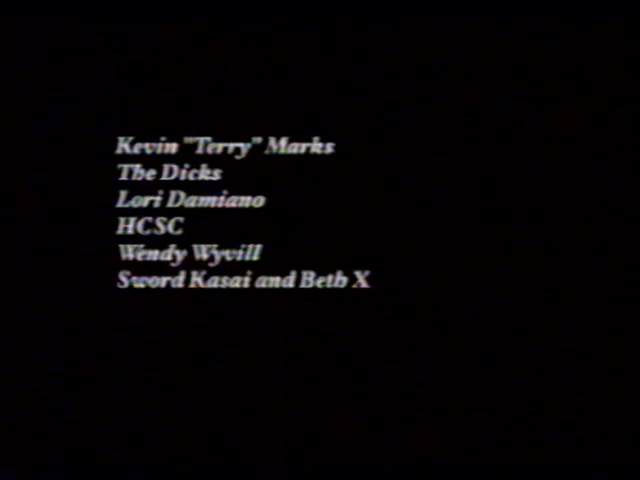 Kevin "Terry" Marks
The Dicks
Lori Damiano
HCSC
Wendy Wyvill
Sword Kasai and Beth X